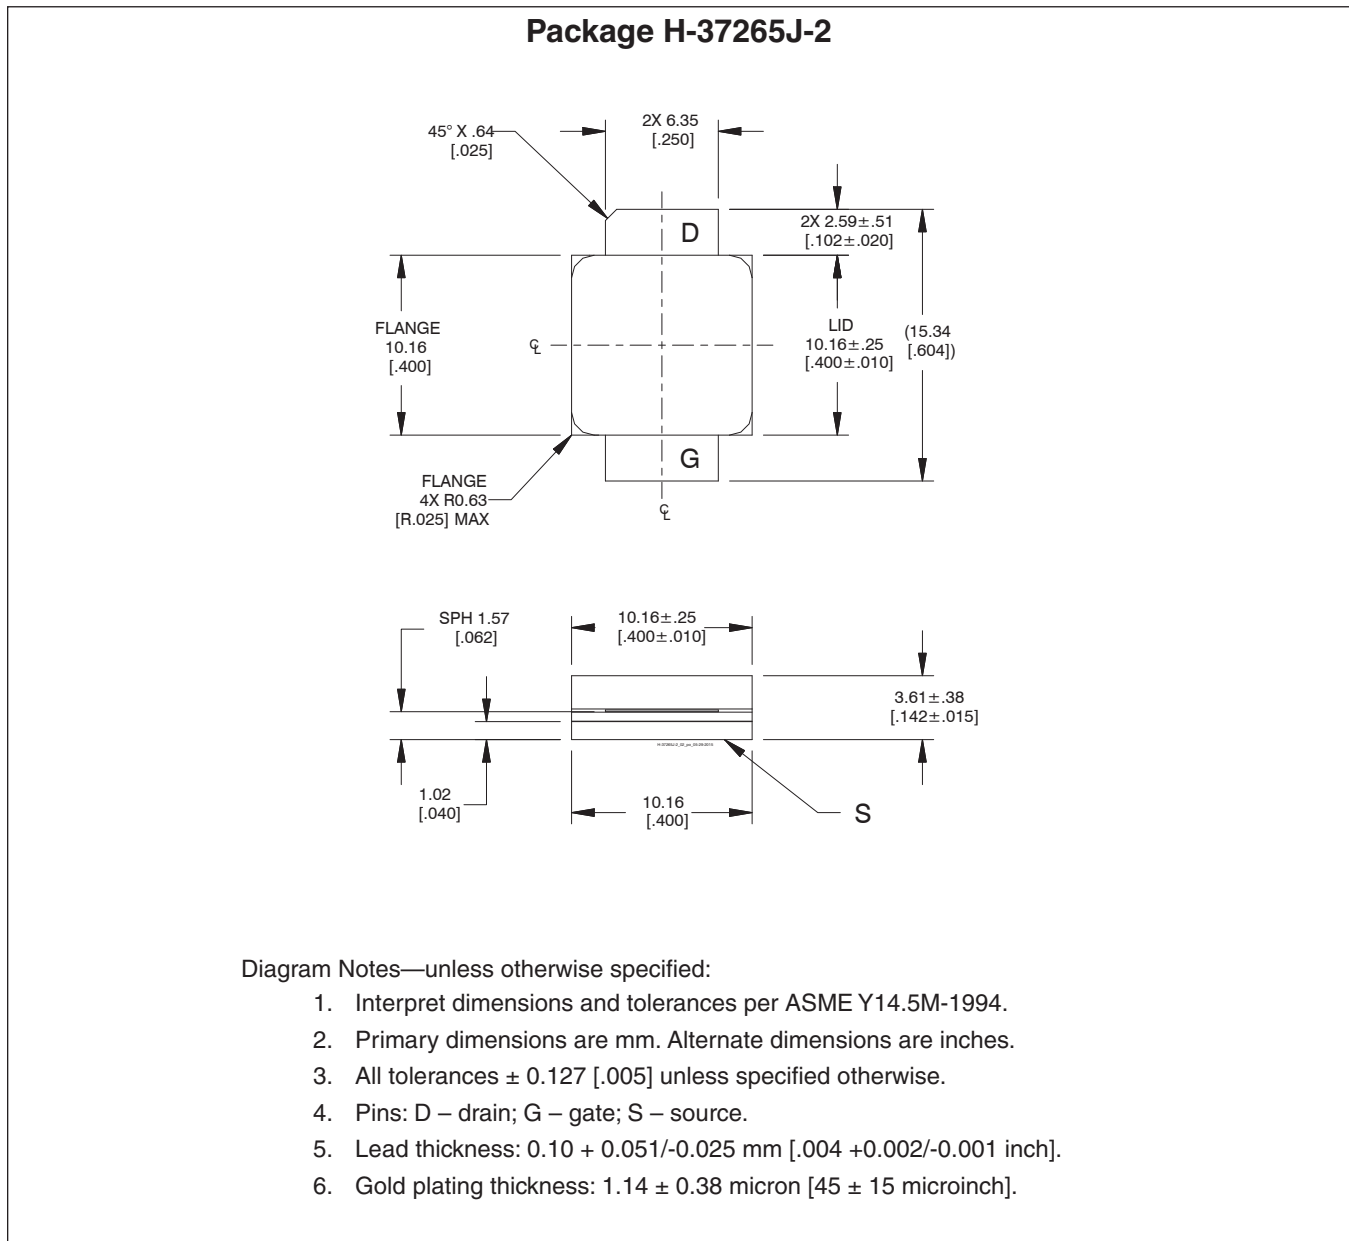 Package H-37265J-2
45° X .64
[.025]
2X 6.35
[.250]
D
2X 2.59±.51
[.102±.020]
FLANGE
10.16
[.400]
LID
10.16±.25
[.400±.010]
(15.34
[.604])
℄
G
FLANGE
4X R0.63
[R.025] MAX
℄
SPH 1.57
[.062]
10.16±.25
[.400±.010]
3.61±.38
[.142±.015]
1.02
[.040]
10.16
[.400]
S
Diagram Notes—unless otherwise specified:
1. Interpret dimensions and tolerances per ASME Y14.5M-1994.
2. Primary dimensions are mm. Alternate dimensions are inches.
3. All tolerances ± 0.127 [.005] unless specified otherwise.
4. Pins: D – drain; G – gate; S – source.
5. Lead thickness: 0.10 + 0.051/-0.025 mm [.004 +0.002/-0.001 inch].
6. Gold plating thickness: 1.14 ± 0.38 micron [45 ± 15 microinch].